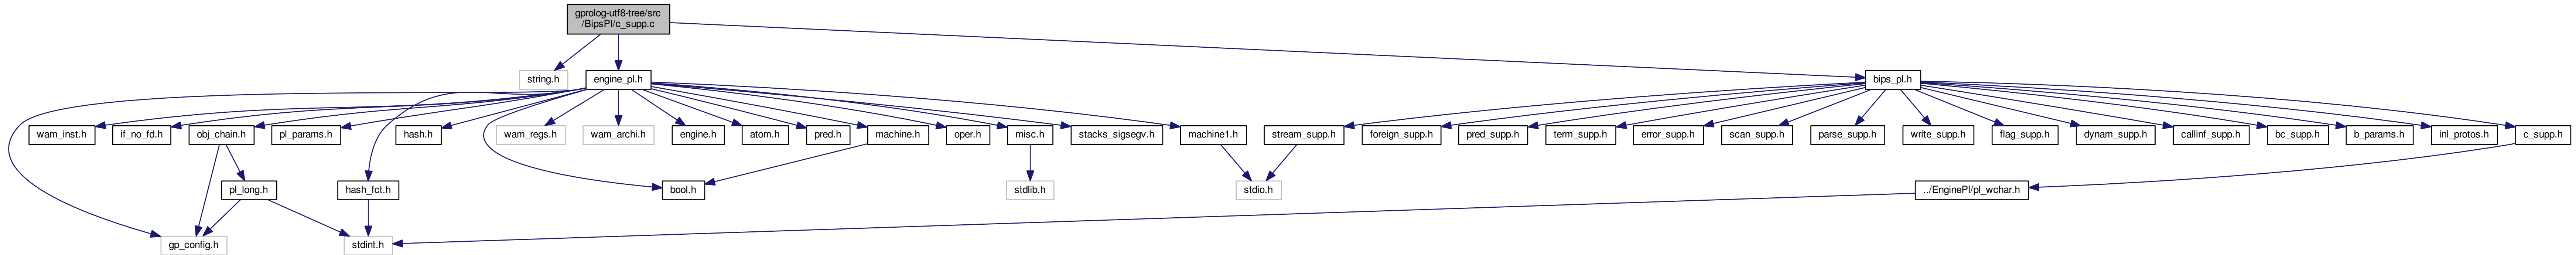 gprolog-utf8-tree/src
/BipsPl/c_supp.c
string.h
engine_pl.h
bips_pl.h
wam_inst.h
if_no_fd.h
obj_chain.h
pl_params.h
hash.h
wam_regs.h
wam_archi.h
engine.h
atom.h
pred.h
machine.h
oper.h
misc.h
stacks_sigsegv.h
machine1.h
stream_supp.h
foreign_supp.h
pred_supp.h
term_supp.h
error_supp.h
scan_supp.h
parse_supp.h
write_supp.h
flag_supp.h
dynam_supp.h
callinf_supp.h
bc_supp.h
b_params.h
inl_protos.h
c_supp.h
pl_long.h
hash_fct.h
bool.h
stdlib.h
stdio.h
../EnginePl/pl_wchar.h
gp_config.h
stdint.h